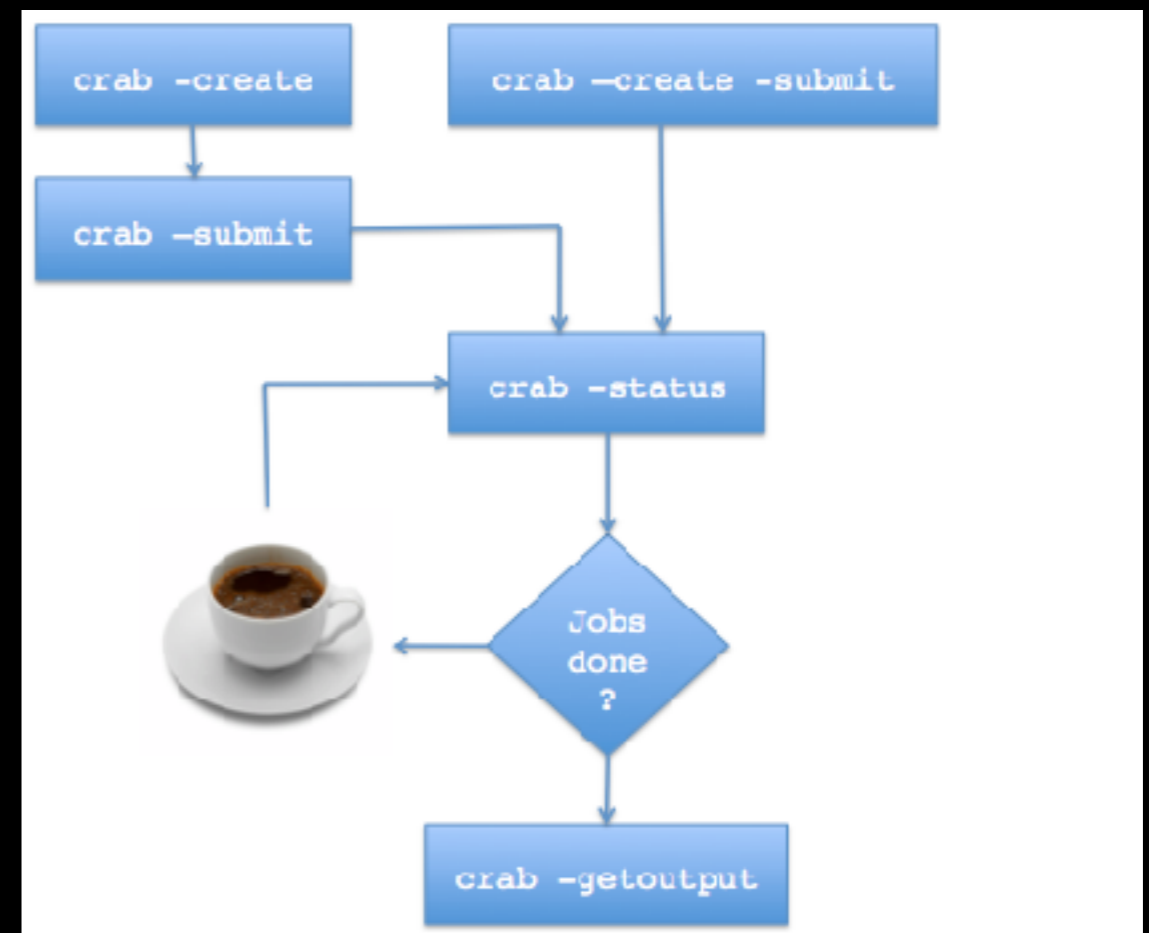 crab -create
crab –create -submit
crab –submit
crab -status
Jobs
done
?
crab -getoutput